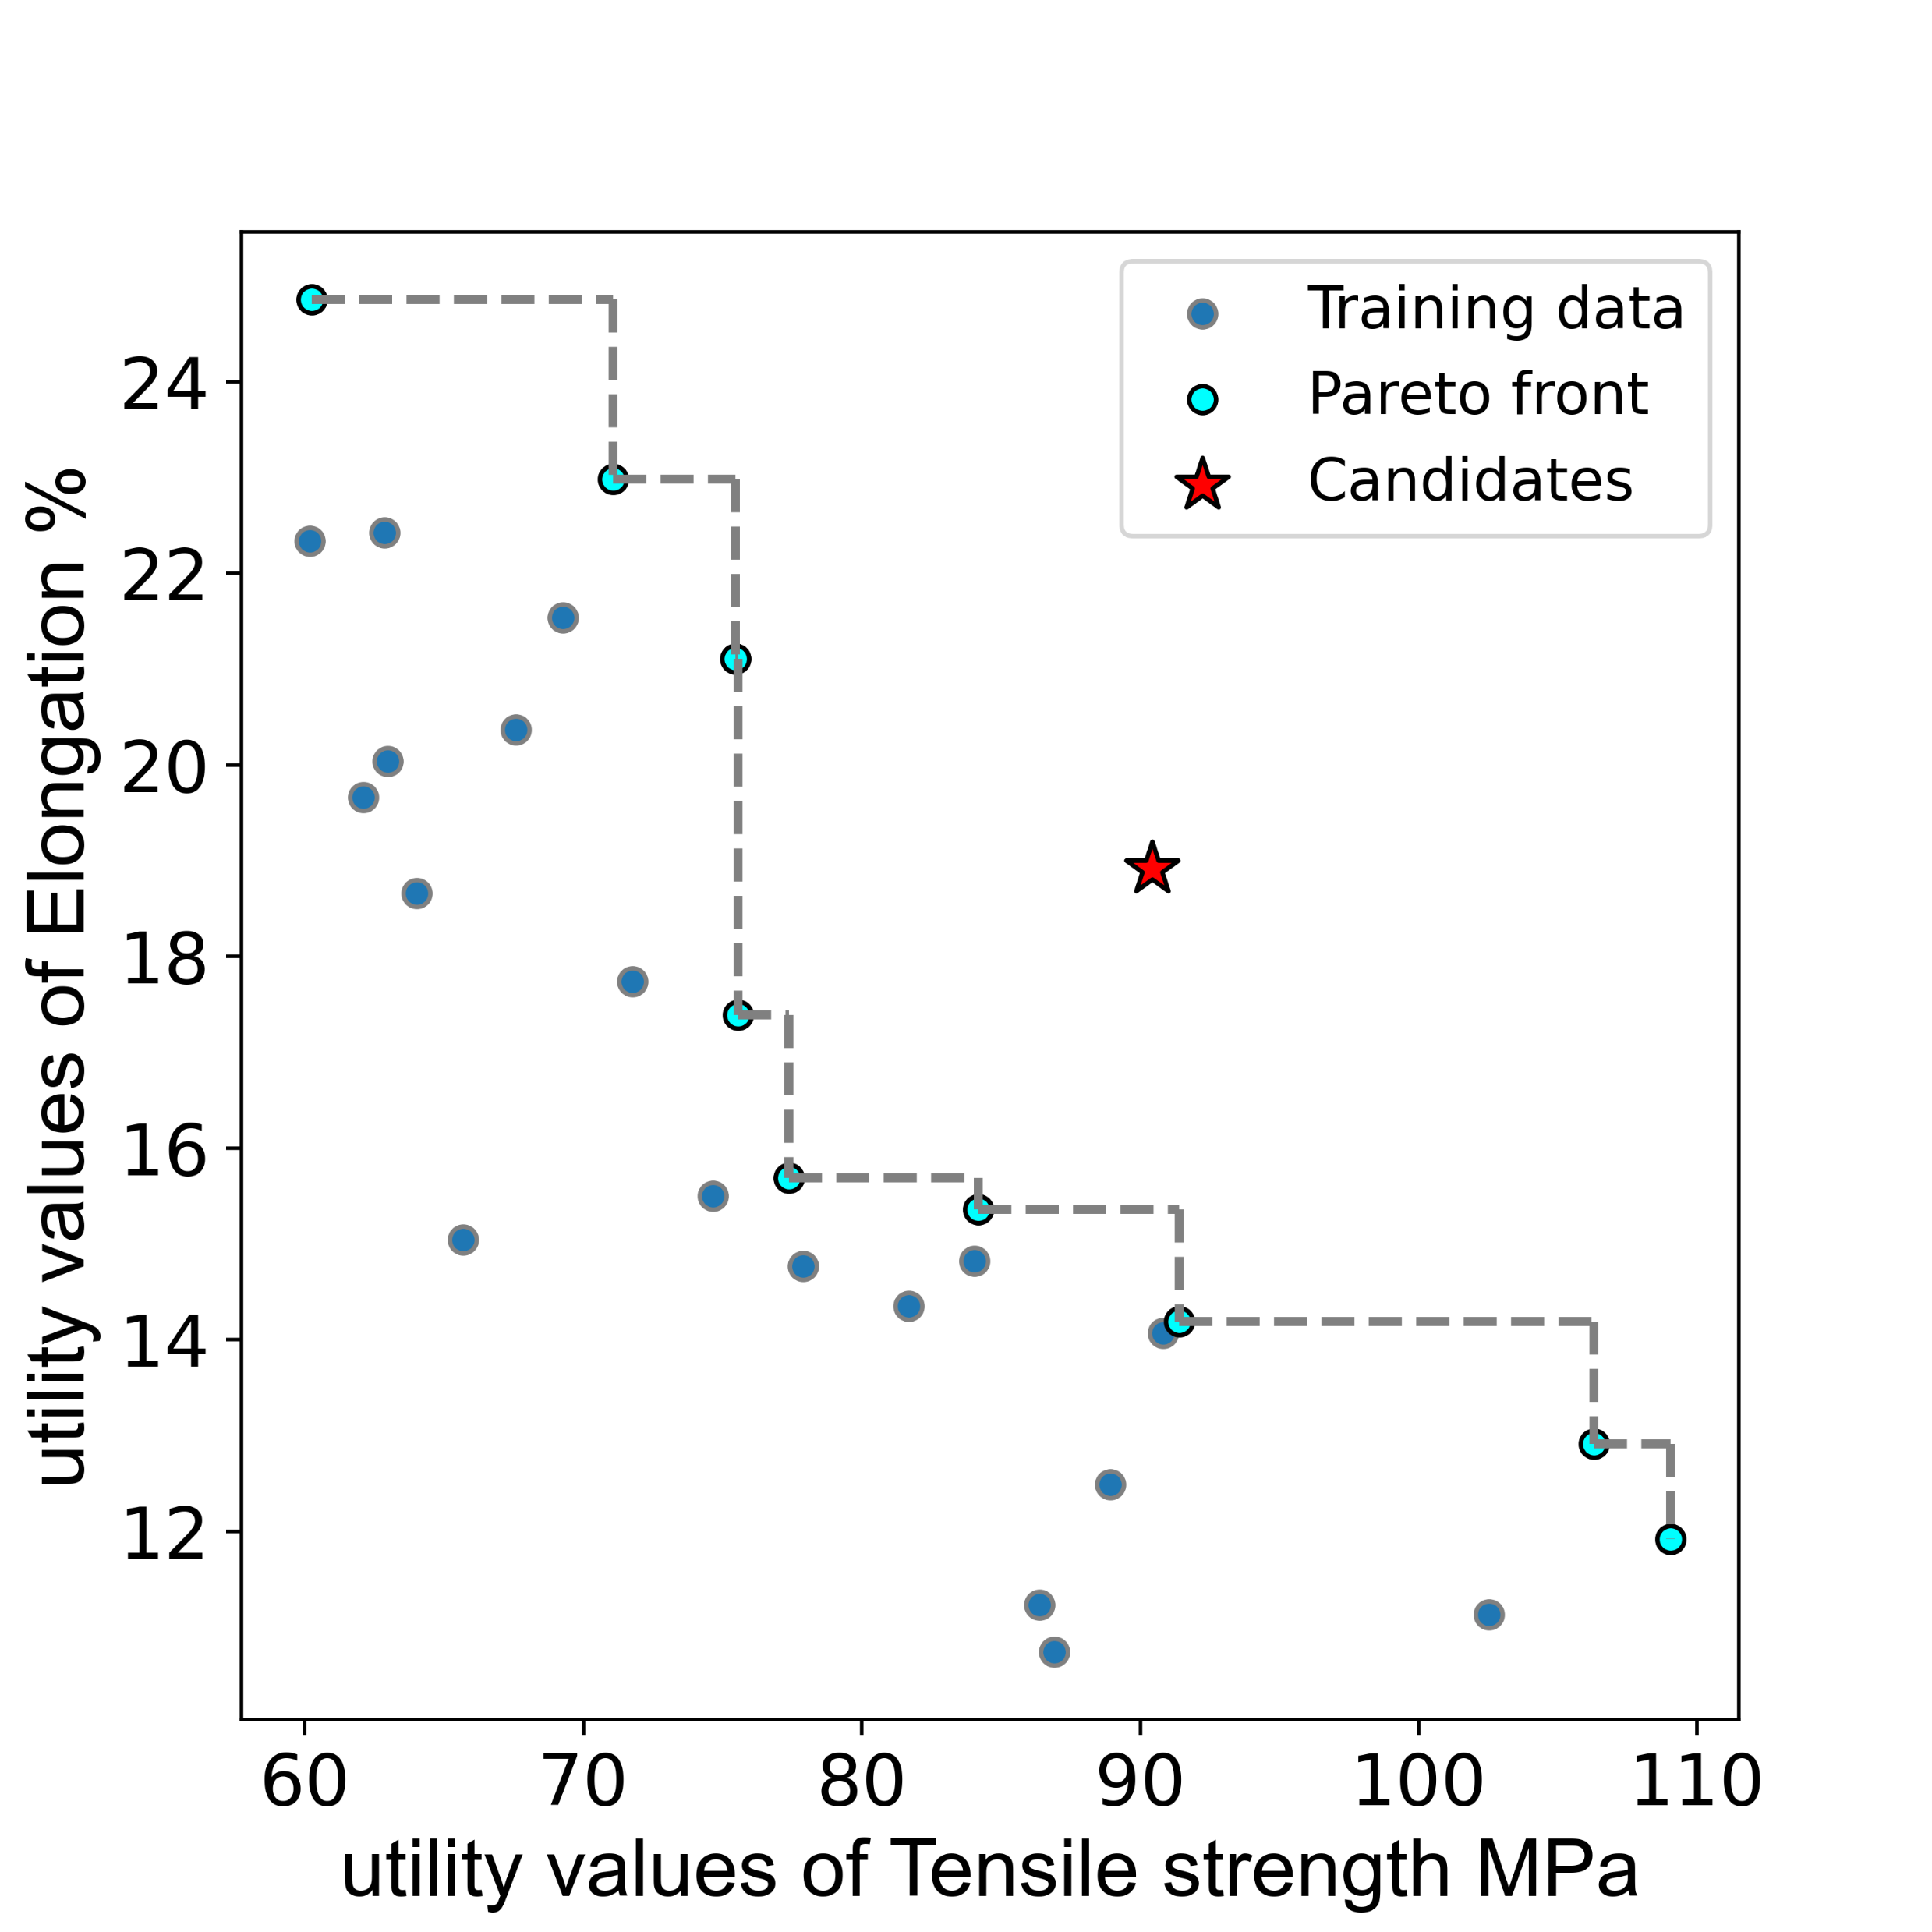 Training data
Pareto front
Candidates
24
22
20
18
16
14
12
utility values of Elongation %
60 70 80 90 100 110
utility values of Tensile strength MPa